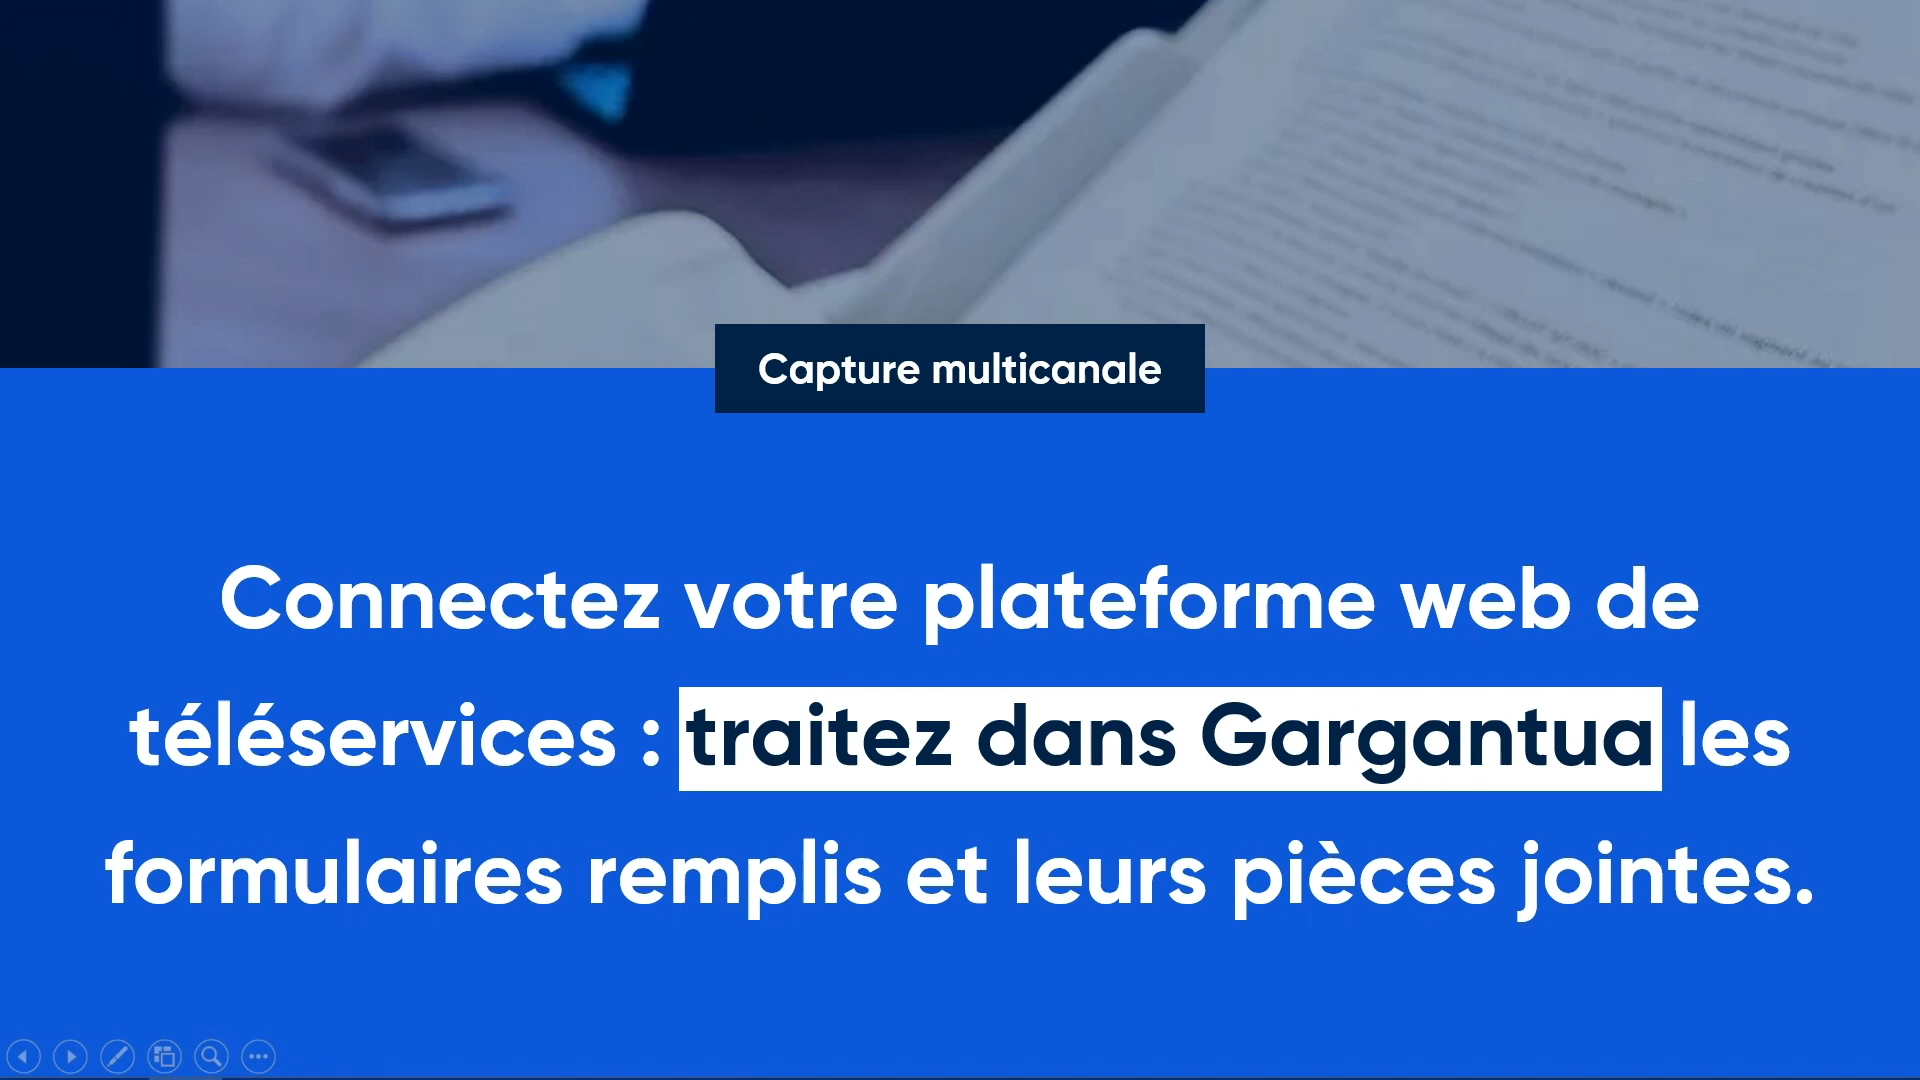 Capture multicanale
Connectez votre plateforme web de
téléservices : traitez dans Gargantua les
formulaires remplis et leurs pièces jointes.